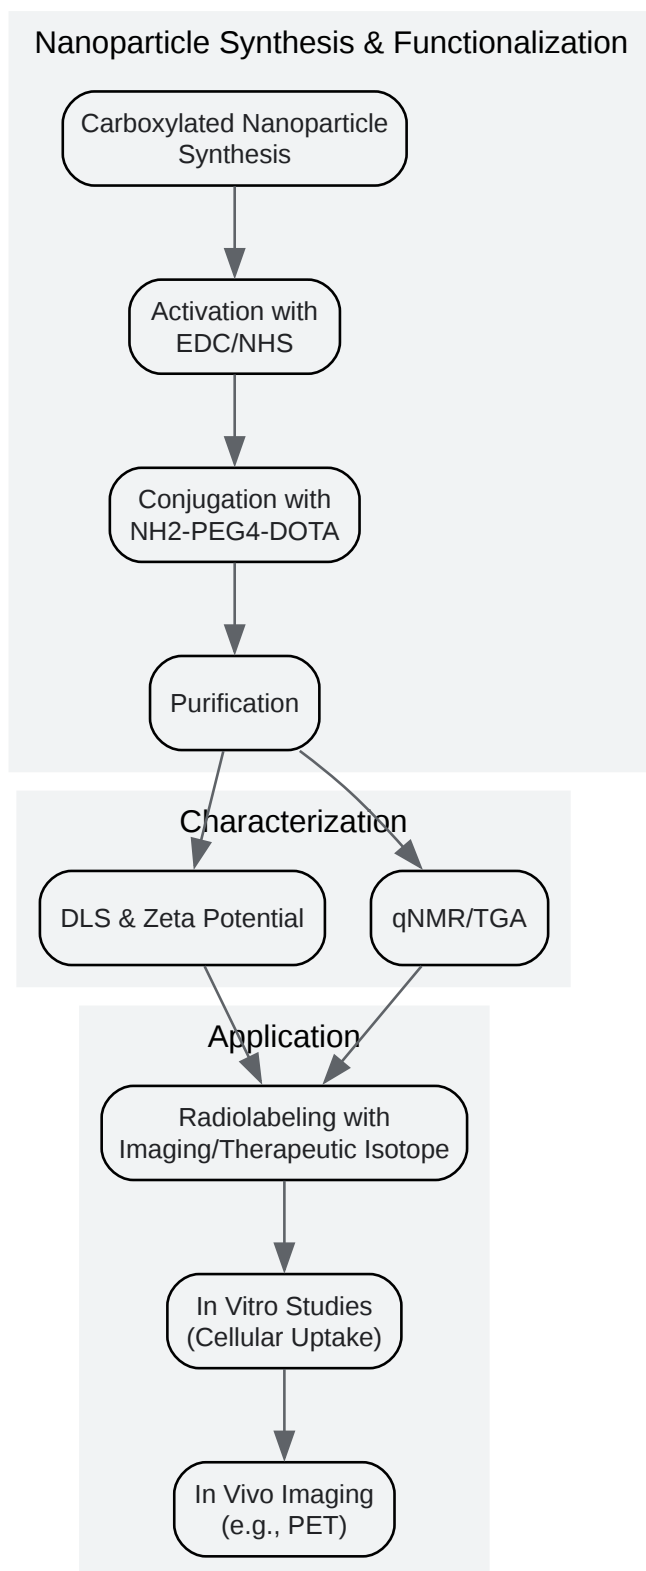 Nanoparticle Synthesis & Functionalization
Carboxylated Nanoparticle
Synthesis
Activation with
EDC/NHS
Conjugation with
NH2-PEG4-DOTA
Purification
Characterization
DLS & Zeta Potential
qNMR/TGA
Application
Radiolabeling with
Imaging/Therapeutic Isotope
In Vitro Studies
(Cellular Uptake)
In Vivo Imaging
(e.g., PET)